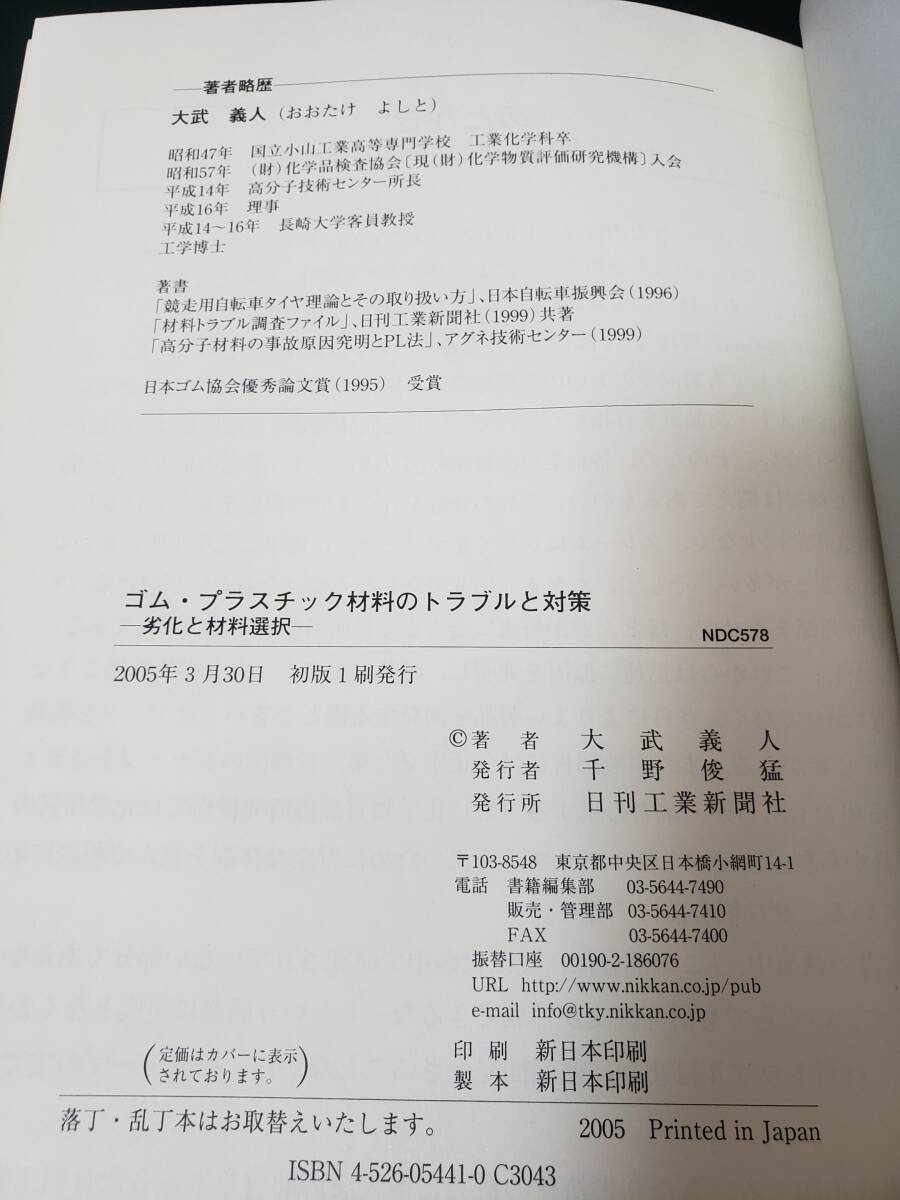 著者略歴
大武 義人(おおたけ よしと)
昭和47年 国立小山工業高等専門学校 工業化学科卒
昭和57年 (財)化学品検査協会〔現(財)化学物質評価研究機構〕入会
平成14年 高分子技術センター所長
平成16年 理事
平成14〜16年 長崎大学客員教授
工学博士
著書
「競走用自転車タイヤ理論とその取り扱い方」、日本自転車振興会(1996)
「材料トラブル調査ファイル」、日刊工業新聞社(1999)共著
「高分子材料の事故原因究明とPL法」、アグネ技術センター(1999)
日本ゴム協会優秀論文賞(1995) 受賞
ゴム・プラスチック材料のトラブルと対策
―劣化と材料選択―
NDC578
2005年3月30日 初版1刷発行
©著 者 大武義人
発行者 千野俊猛
発行所 日刊工業新聞社
〒103-8548 東京都中央区日本橋小網町14-1
電話 書籍編集部 03-5644-7490
販売・管理部 03-5644-7410
FAX 03-5644-7400
振替口座 00190-2-186076
URL http://www.nikkan.co.jp/pub
e-mail info@tky.nikkan.co.jp
(定価はカバーに表示
されております。)
印刷 新日本印刷
製本 新日本印刷
落丁・乱丁本はお取替えいたします。
2005 Printed in Japan
ISBN 4-526-05441-0 C3043